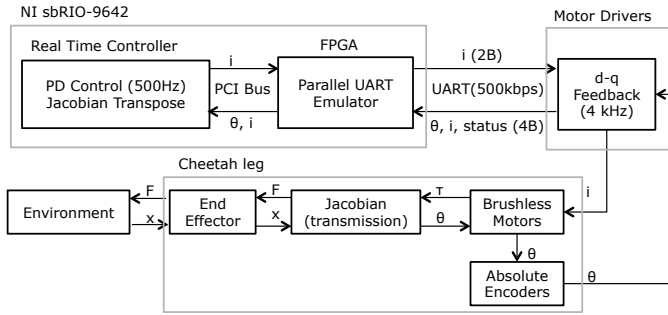 NI sbRIO-9642
Motor Drivers
Real Time Controller
FPGA
i
i (2B)
PD Control (500Hz)
Jacobian Transpose
PCI Bus
Parallel UART
Emulator
UART(500kbps)
d-q
Feedback
(4 kHz)
θ, i
θ, i, status (4B)
Cheetah leg
i
F
F
τ
Environment
End
Effector
Jacobian
(transmission)
Brushless
Motors
x
x
θ
θ
Absolute
Encoders
θ